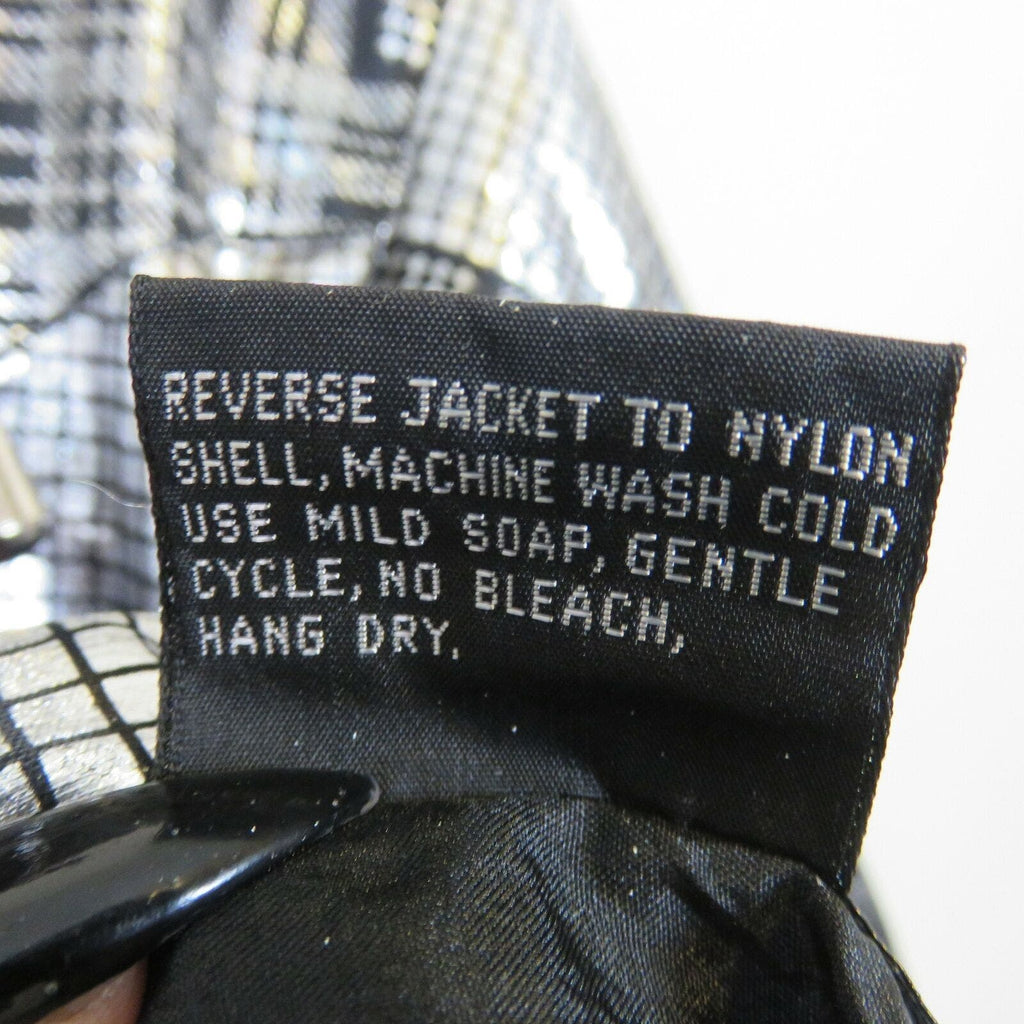 REVERSE JACKET TO NYLON
SHELL, MACHINE WASH COLD
USE MILD SOAP, GENTLE
CYCLE, NO BLEACH,
HANG DRY.